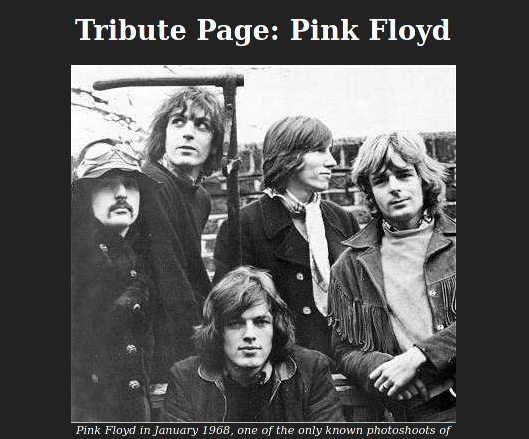 Tribute Page: Pink Floyd
Pink Floyd in January 1968, one of the only known photoshoots of